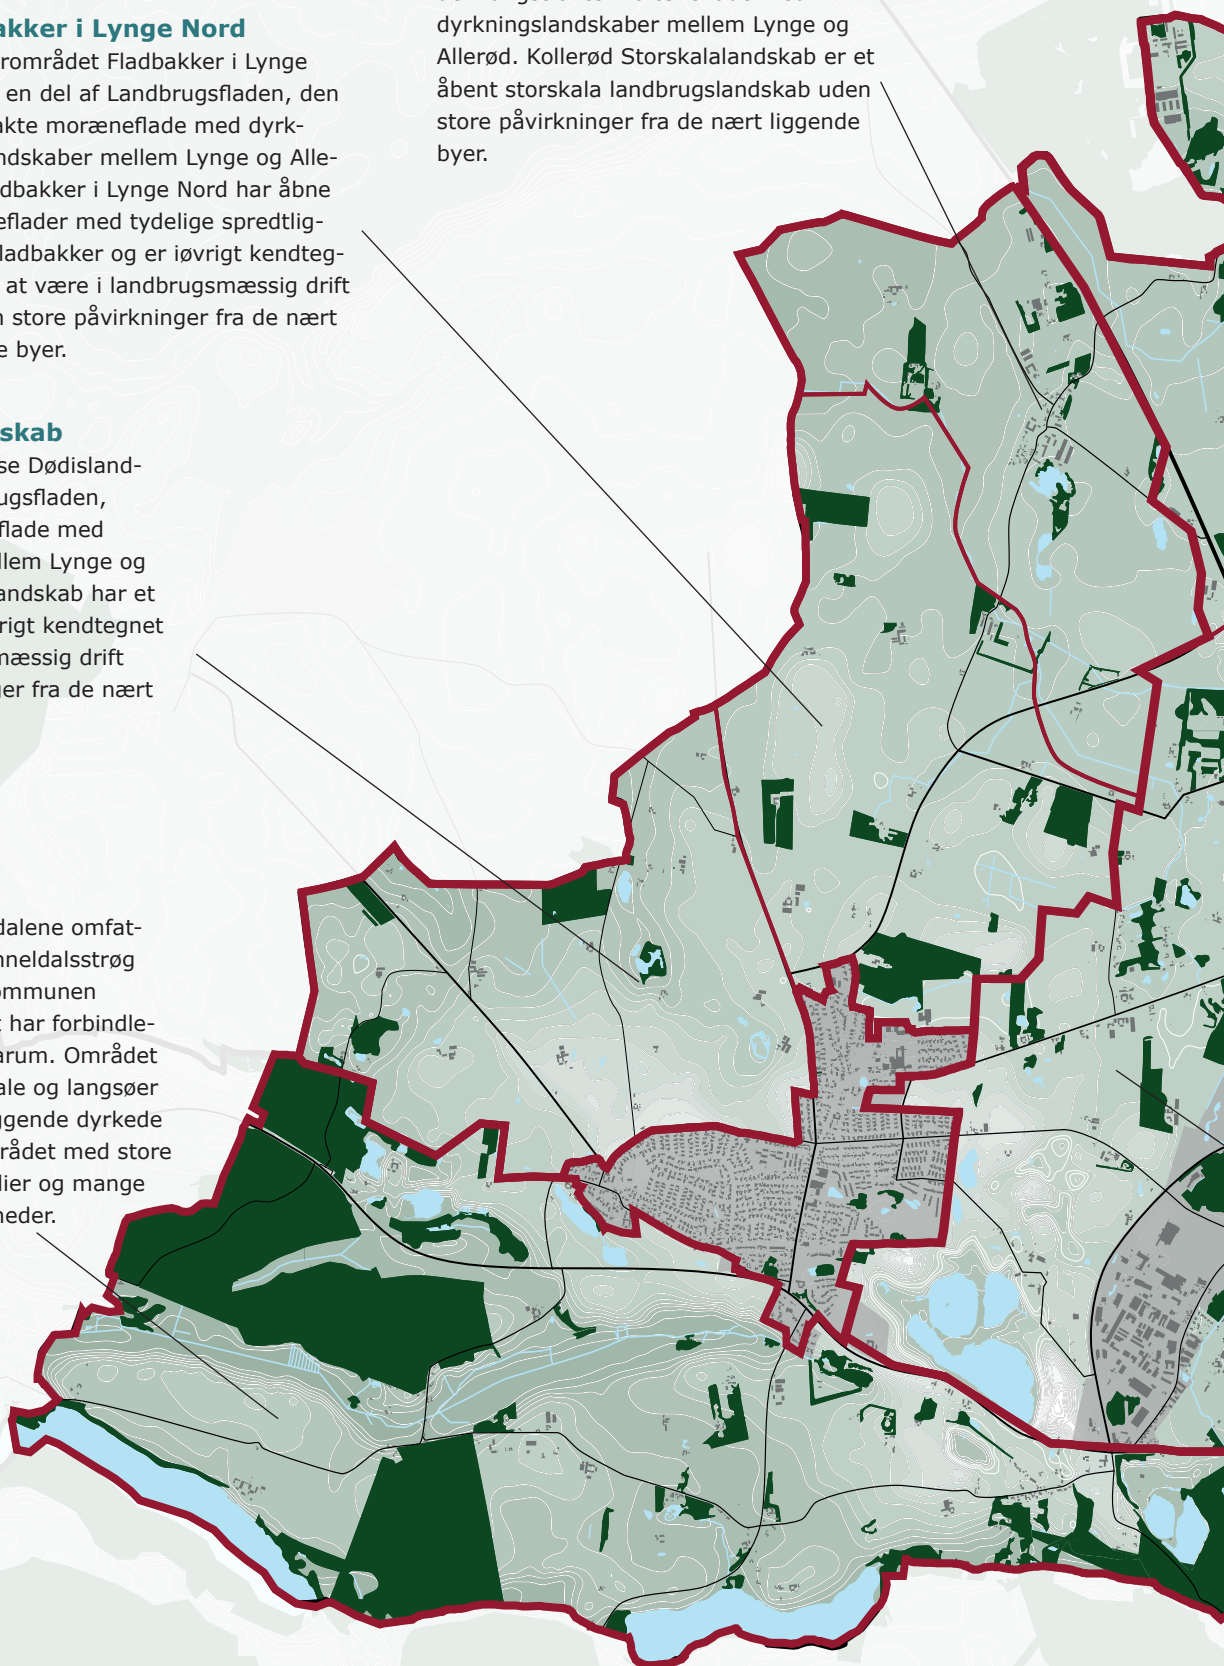 akker i Lynge Nord
rområdet Fladbakker i Lynge
en del af Landbrugsfladen, den
akte moræneflade med dyrk-
ndskaber mellem Lynge og Alle-
dbakker i Lynge Nord har åbne
eflader med tydelige spredtlig-
ladbakker og er iøvrigt kendteg-
at være i landbrugsmæssig drift
n store påvirkninger fra de nært
e byer.
dyrkningslandskaber mellem Lynge og
Allerød. Kollerød Storskalalandskab er et
åbent storskala landbrugslandskab uden
store påvirkninger fra de nært liggende
byer.
skab
se Dødisland-
ugsfladen,
flade med
llem Lynge og
andskab har et
rigt kendtegnet
mæssig drift
ger fra de nært
dalene omfat-
nneldalsstrøg
ommunen
t har forbindle-
arum. Området
ale og langsøer
ggende dyrkede
rådet med store
dier og mange
heder.